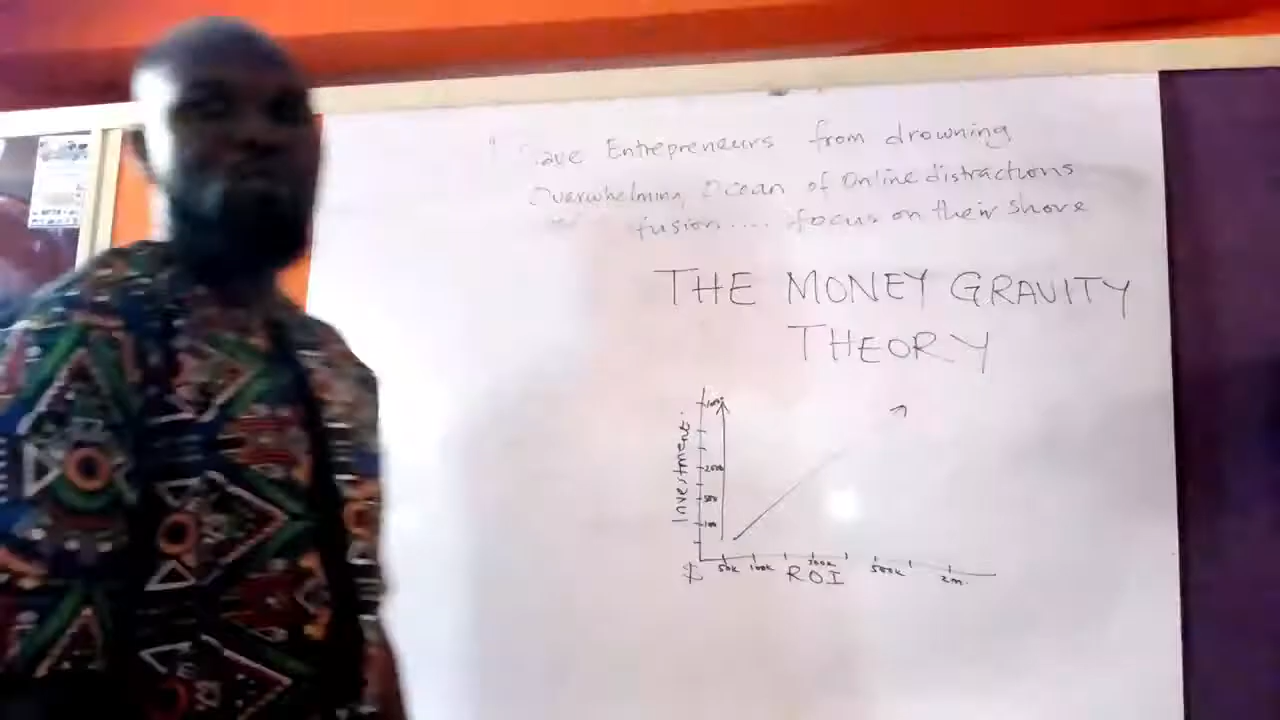 Entrepreneurs from drowning
Overwhelming Ocean of Online distractions
fusion.... focus on their shore
THE MONEY GRAVITY
THEORY
Investment.
ROI
50k 100k 500k 2m.